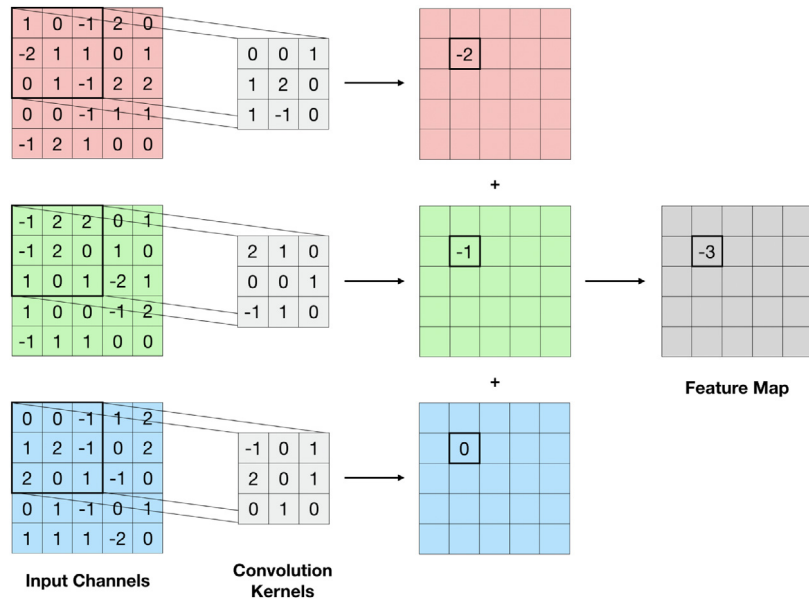 1 0 -1 2 0
-2 1 1 0 1
0 1 -1 2 2
0 0 -1 1 1
-1 2 1 0 0
0 0 1
1 2 0
1 -1 0
-2
+
-1 2 2 0 1
-1 2 0 1 0
1 0 1 -2 1
1 0 0 -1 2
-1 1 1 0 0
2 1 0
0 0 1
-1 1 0
-1
-3
+
Feature Map
0 0 -1 1 2
1 2 -1 0 2
2 0 1 -1 0
0 1 -1 0 1
1 1 1 -2 0
-1 0 1
2 0 1
0 1 0
0
Input Channels
Convolution
Kernels